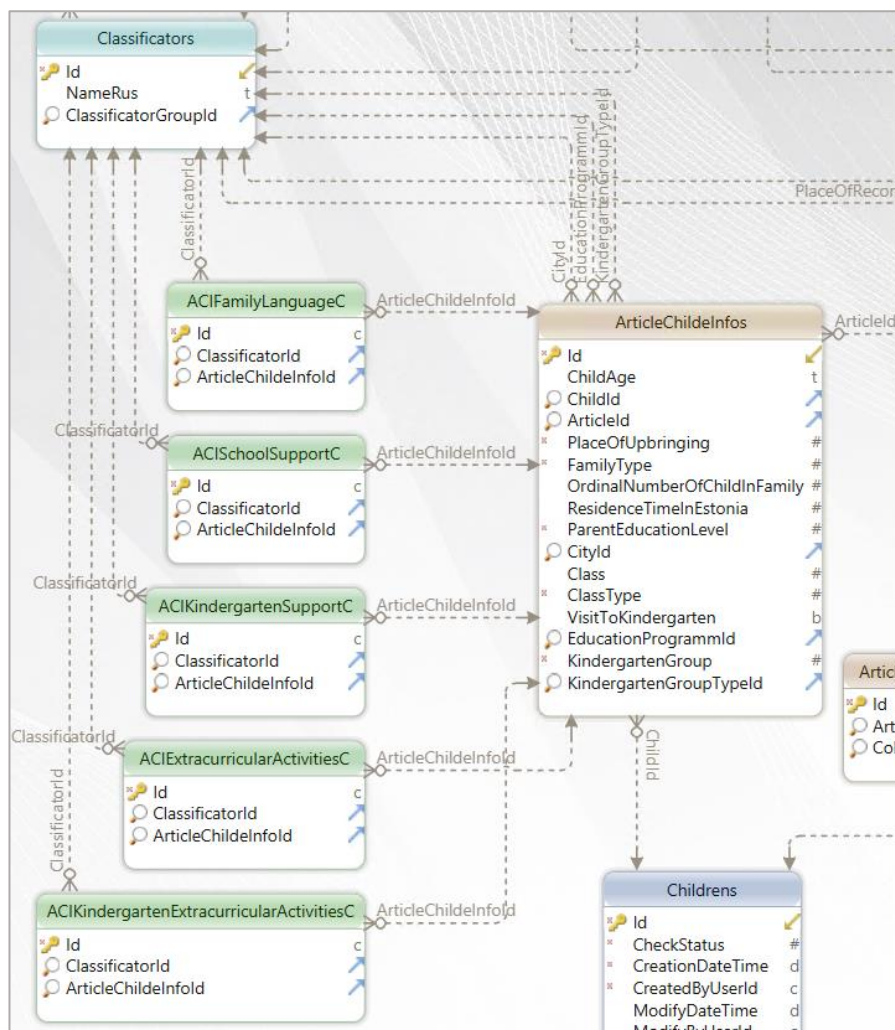 Classificators
Id
NameRus t
ClassificatorGroupId
ClassificatorId
CityId
EducationProgrammId
KindergartenGroupTypeId
PlaceOfRecor
ACIFamilyLanguageC
Id c
ClassificatorId
ArticleChildeInfoId
ArticleChildeInfoId
ArticleChildeInfos
Id
ChildAge t
ChildId
ArticleId
PlaceOfUpbringing #
FamilyType #
OrdinalNumberOfChildInFamily #
ResidenceTimeInEstonia #
ParentEducationLevel #
CityId
Class #
ClassType #
VisitToKindergarten b
EducationProgrammId
KindergartenGroup #
KindergartenGroupTypeId
ArticleId
ClassificatorId
ACISchoolSupportC
Id c
ClassificatorId
ArticleChildeInfoId
ArticleChildeInfoId
ClassificatorId
ACIKindergartenSupportC
Id c
ClassificatorId
ArticleChildeInfoId
ArticleChildeInfoId
Artic
Id
Art
Col
ClassificatorId
ACIExtracurricularActivitiesC
Id c
ClassificatorId
ArticleChildeInfoId
ArticleChildeInfoId
ChildId
ClassificatorId
ACIKindergartenExtracurricularActivitiesC
Id c
ClassificatorId
ArticleChildeInfoId
ArticleChildeInfoId
Childrens
Id
CheckStatus #
CreationDateTime d
CreatedByUserId c
ModifyDateTime d
ModifyByUserId